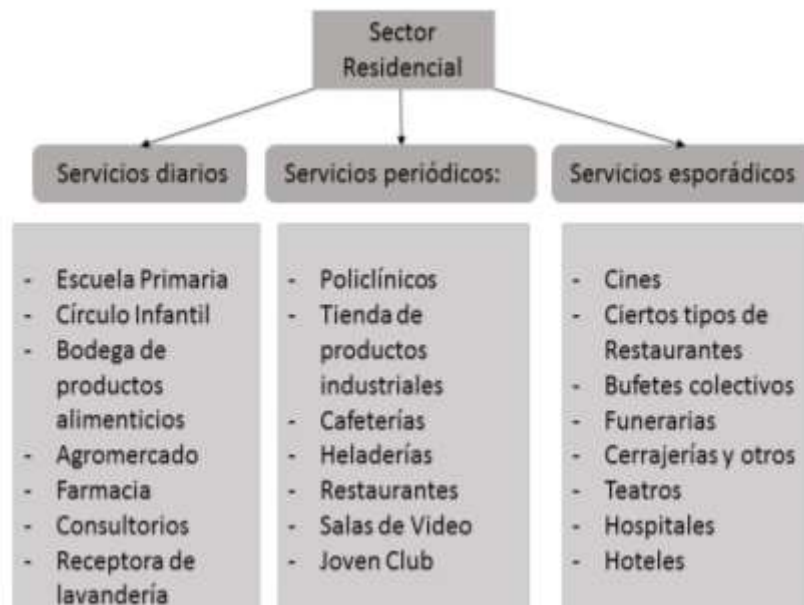 Sector
Residencial
Servicios diarios
Servicios periódicos:
Servicios esporádicos
- Escuela Primaria
- Círculo Infantil
- Bodega de
productos
alimenticios
- Agromercado
- Farmacia
- Consultorios
- Receptora de
lavandería
- Policlínicos
- Tienda de
productos
industriales
- Cafeterías
- Heladerías
- Restaurantes
- Salas de Video
- Joven Club
- Cines
- Ciertos tipos de
Restaurantes
- Bufetes colectivos
- Funerarias
- Cerrajerías y otros
- Teatros
- Hospitales
- Hoteles